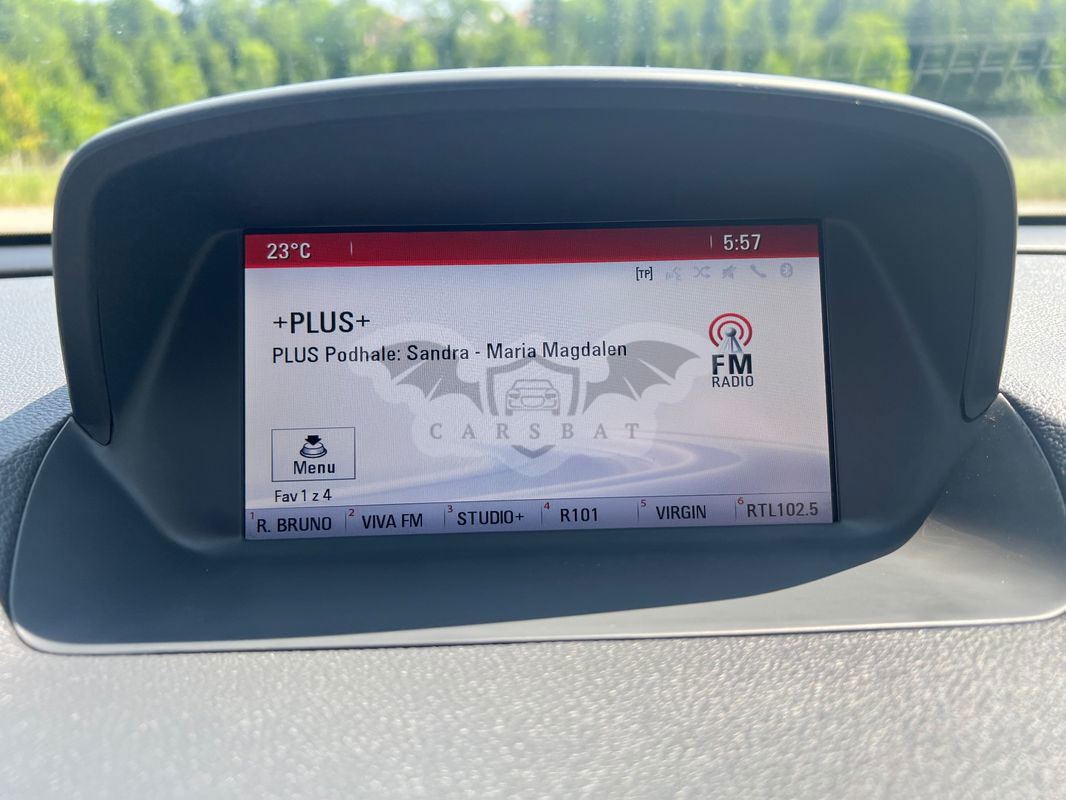 23°C 5:57
[TP]
+PLUS+
PLUS Podhale: Sandra - Maria Magdalen
FM
RADIO
CARSBAT
Menu
Fav 1 z 4
1 R. BRUNO 2 VIVA FM 3 STUDIO+ 4 R101 5 VIRGIN 6 RTL102.5